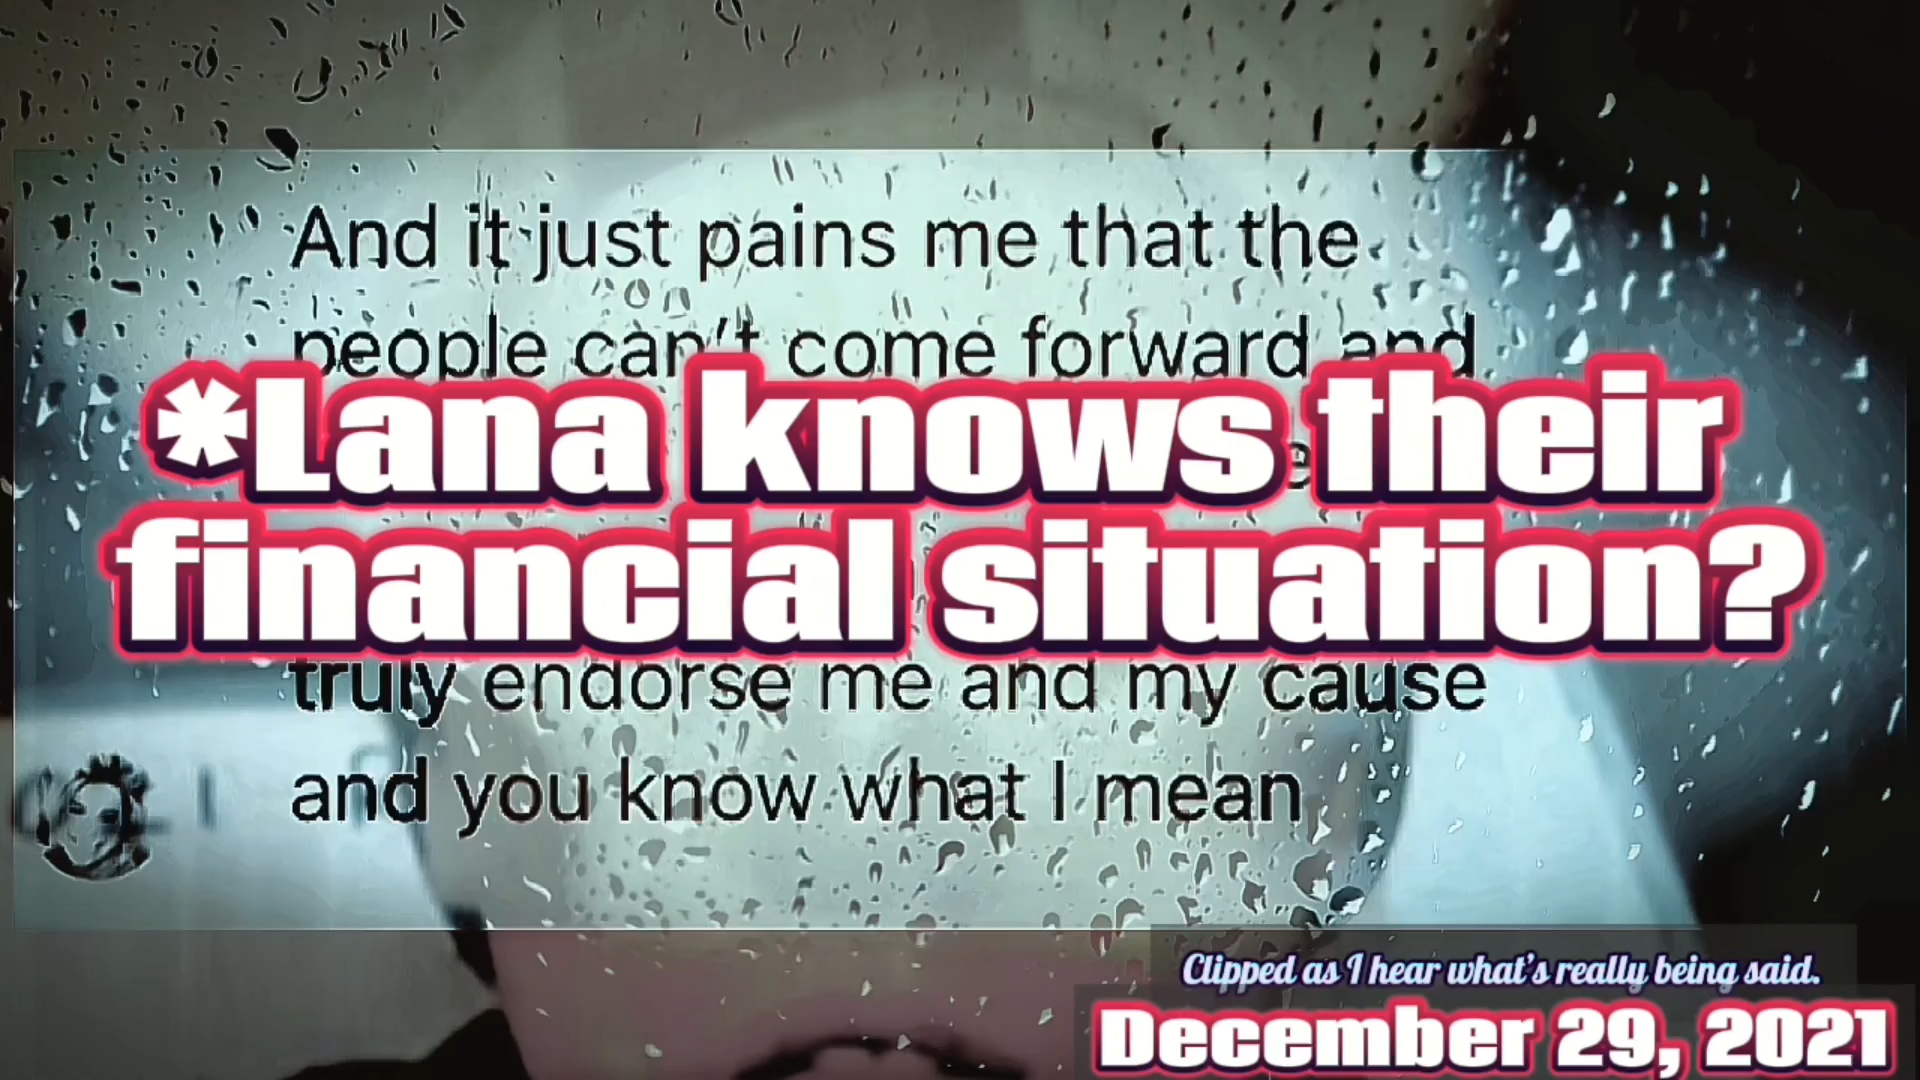 And it just pains me that the
people can't come forward and
*Lana knows their
financial situation?
truly endorse me and my cause
and you know what I mean
Clipped as I hear what's really being said.
December 29, 2021